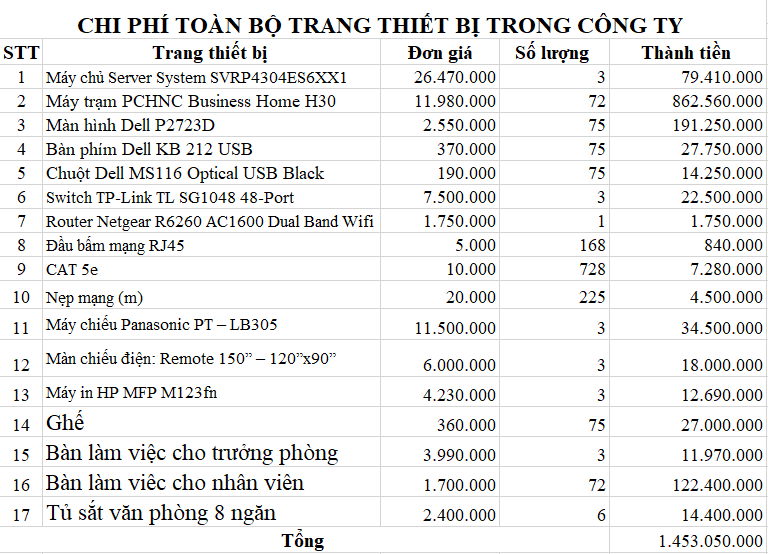 CHI PHÍ TOÀN BỘ TRANG THIẾT BỊ TRONG CÔNG TY
STT Trang thiết bị Đơn giá Số lượng Thành tiền
1 Máy chủ Server System SVRP4304ES6XX1 26.470.000 3 79.410.000
2 Máy trạm PCHNC Business Home H30 11.980.000 72 862.560.000
3 Màn hình Dell P2723D 2.550.000 75 191.250.000
4 Bàn phím Dell KB 212 USB 370.000 75 27.750.000
5 Chuột Dell MS116 Optical USB Black 190.000 75 14.250.000
6 Switch TP-Link TL SG1048 48-Port 7.500.000 3 22.500.000
7 Router Netgear R6260 AC1600 Dual Band Wifi 1.750.000 1 1.750.000
8 Đầu bấm mạng RJ45 5.000 168 840.000
9 CAT 5e 10.000 728 7.280.000
10 Nẹp mạng (m) 20.000 225 4.500.000
11 Máy chiếu Panasonic PT – LB305 11.500.000 3 34.500.000
12 Màn chiếu điện: Remote 150” – 120”x90” 6.000.000 3 18.000.000
13 Máy in HP MFP M123fn 4.230.000 3 12.690.000
14 Ghế 360.000 75 27.000.000
15 Bàn làm việc cho trưởng phòng 3.990.000 3 11.970.000
16 Bàn làm viêc cho nhân viên 1.700.000 72 122.400.000
17 Tủ sắt văn phòng 8 ngăn 2.400.000 6 14.400.000
Tổng 1.453.050.000